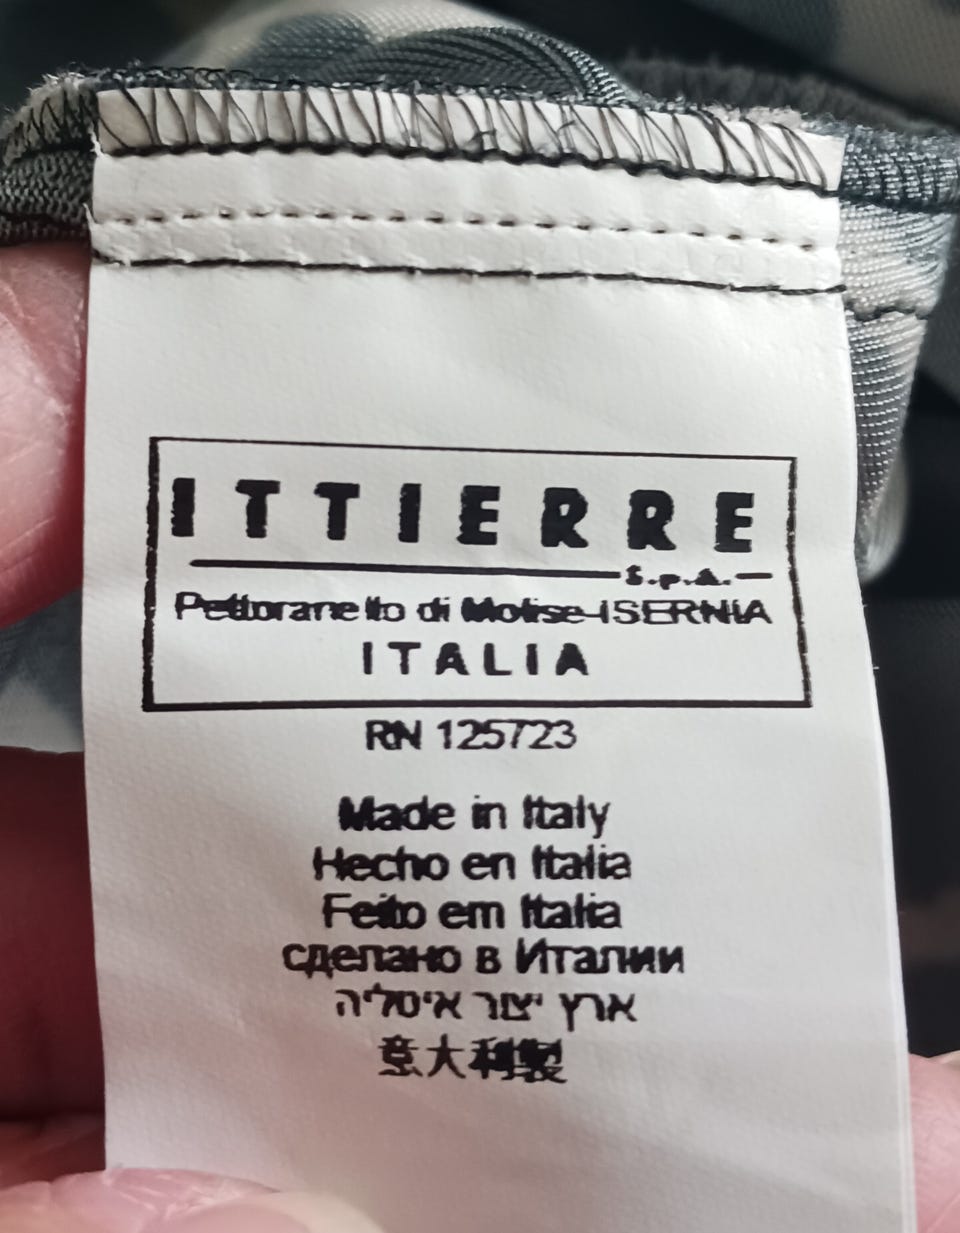 ITTIERRE
S.p.A.
Pettoranello di Molise-ISERNIA
ITALIA
RN 125723
Made in Italy
Hecho en Italia
Feito em Italia
сделано в Италии
ארץ יצור איטליה
意大利製